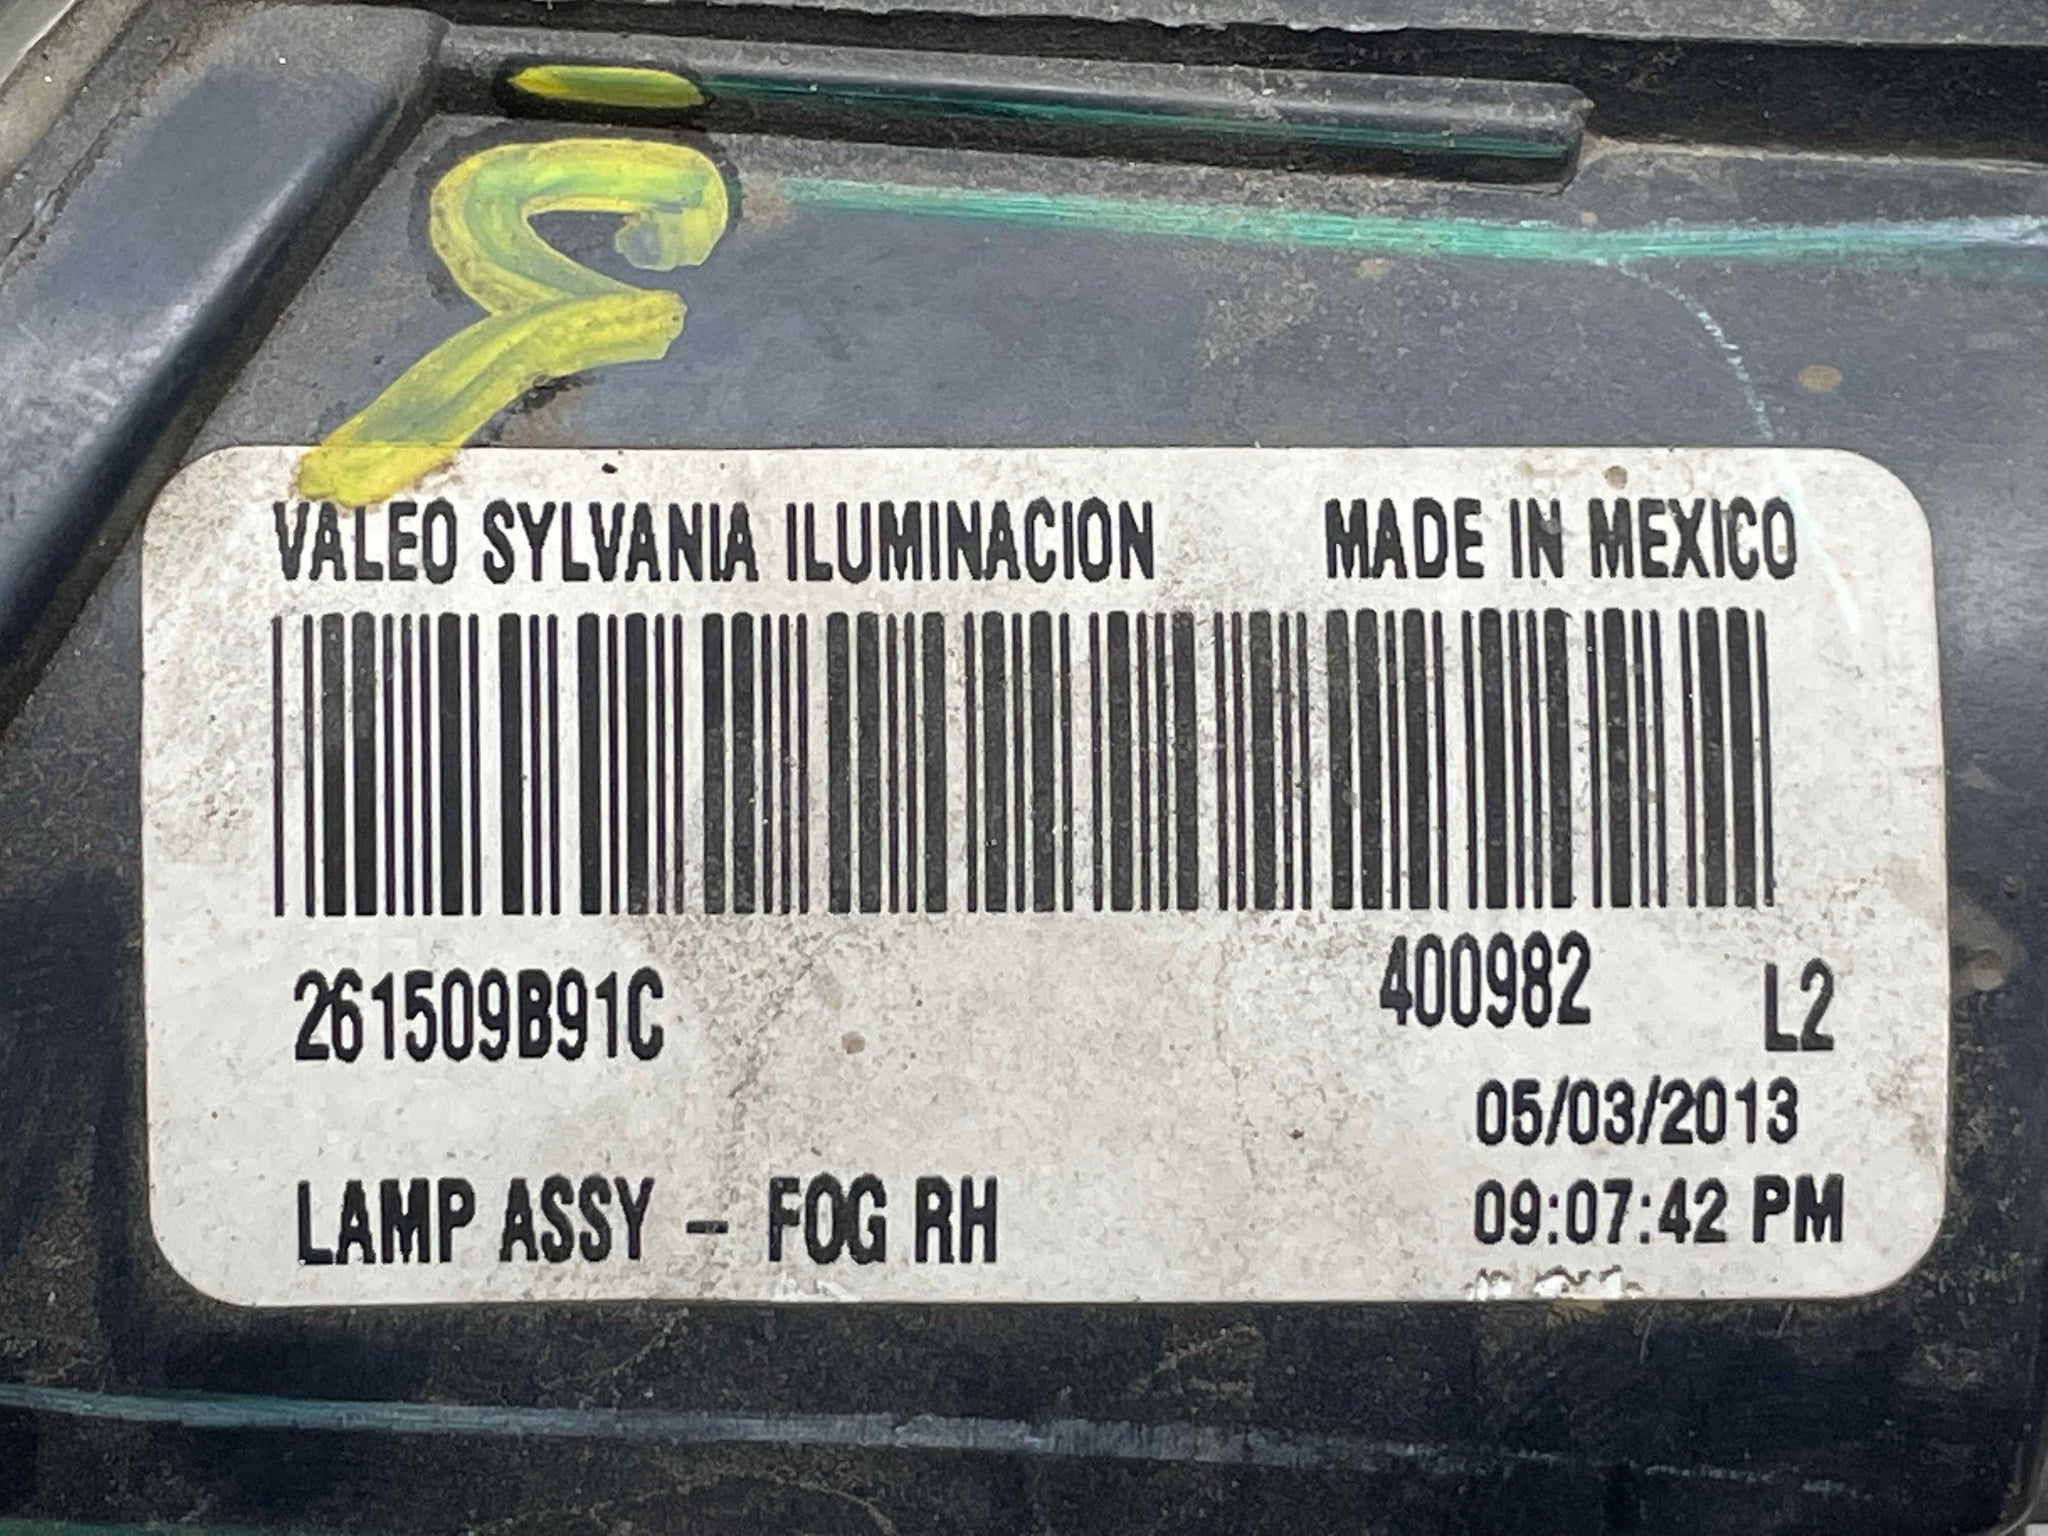 VALEO SYLVANIA ILUMINACION MADE IN MEXICO
261509B91C 400982 L2
05/03/2013
LAMP ASSY - FOG RH 09:07:42 PM